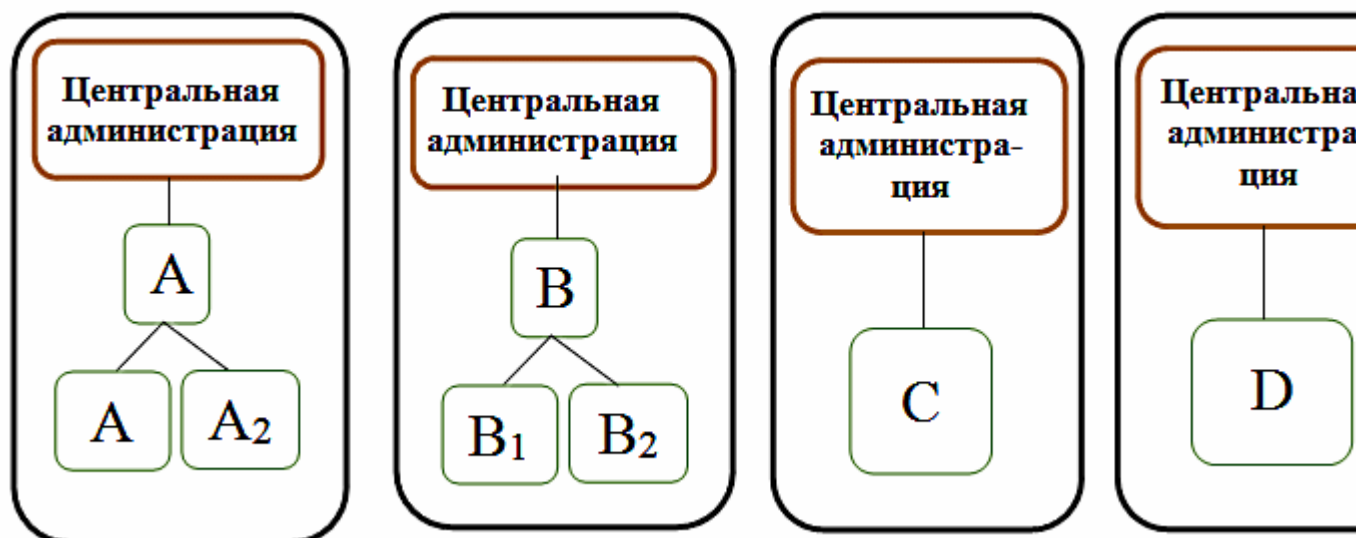 Центральная
администрация
A
A
A2
Центральная
администрация
B
B1
B2
Центральная
администра-
ция
C
Центральна
администра
ция
D